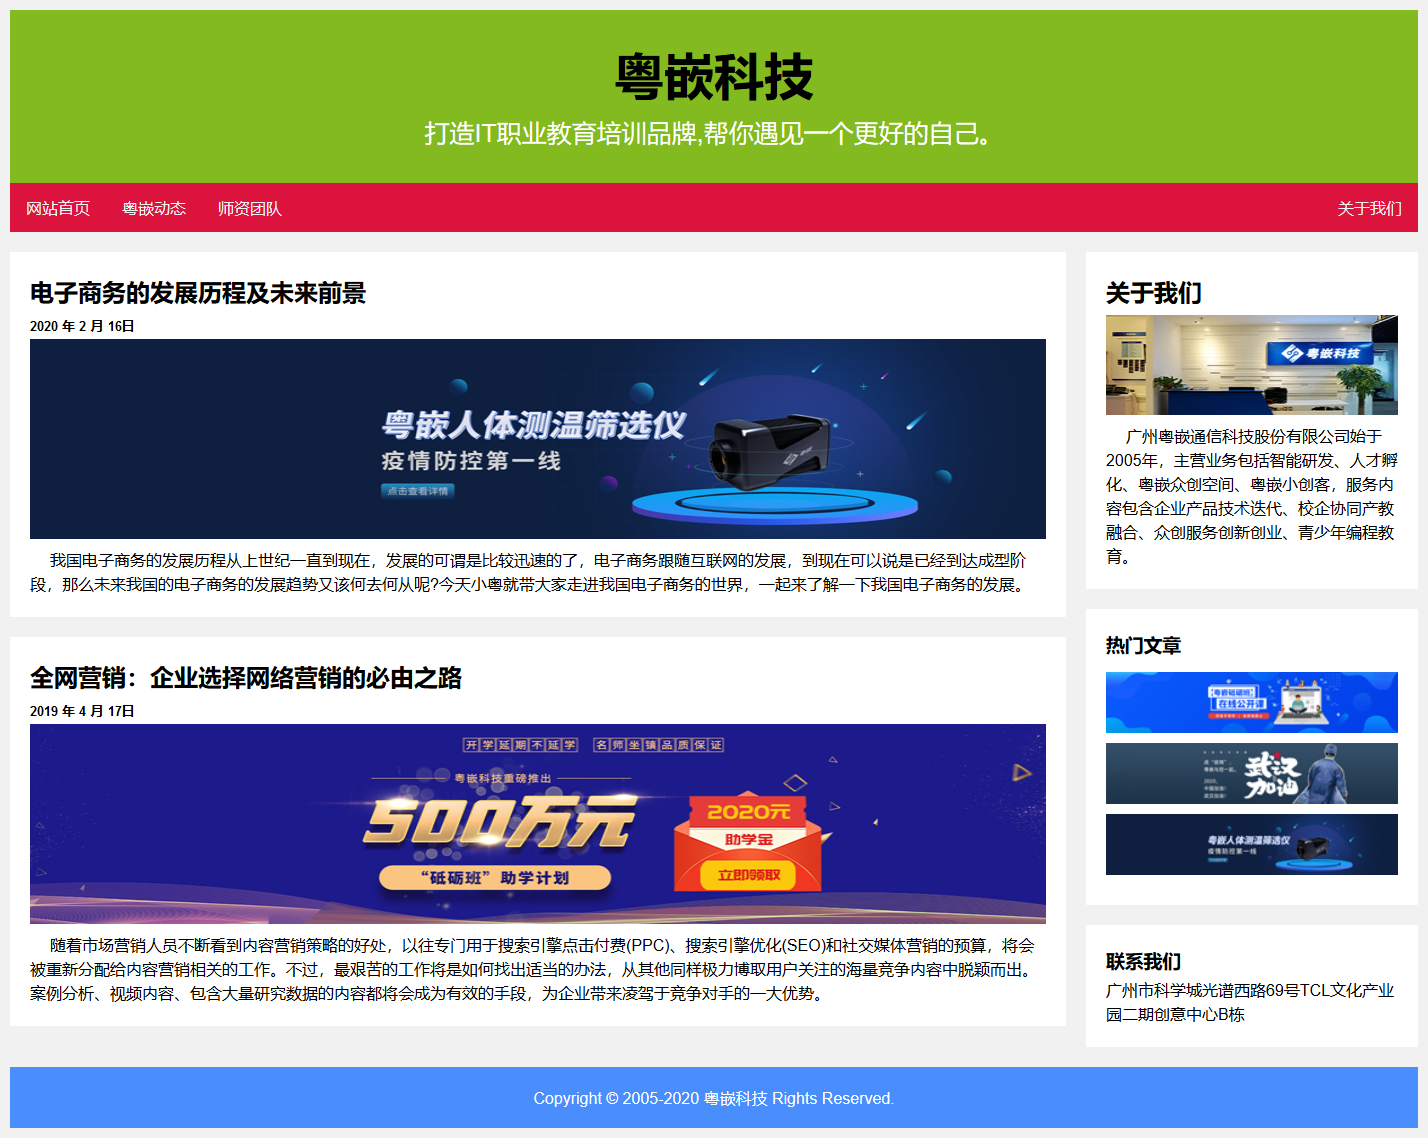 粤嵌科技
打造IT职业教育培训品牌,帮你遇见一个更好的自己。
网站首页 粤嵌动态 师资团队 关于我们
电子商务的发展历程及未来前景
2020 年 2 月 16日
粤嵌人体测温筛选仪
疫情防控第一线
点击查看详情
我国电子商务的发展历程从上世纪一直到现在，发展的可谓是比较迅速的了，电子商务跟随互联网的发展，到现在可以说是已经到达成型阶
段，那么未来我国的电子商务的发展趋势又该何去何从呢?今天小粤就带大家走进我国电子商务的世界，一起来了解一下我国电子商务的发展。
全网营销：企业选择网络营销的必由之路
2019 年 4 月 17日
开学延期不延学 名师坐镇品质保证
粤嵌科技重磅推出
500万元
“砥砺班”助学计划
2020元
助学金
立即领取
随着市场营销人员不断看到内容营销策略的好处，以往专门用于搜索引擎点击付费(PPC)、搜索引擎优化(SEO)和社交媒体营销的预算，将会
被重新分配给内容营销相关的工作。不过，最艰苦的工作将是如何找出适当的办法，从其他同样极力博取用户关注的海量竞争内容中脱颖而出。
案例分析、视频内容、包含大量研究数据的内容都将会成为有效的手段，为企业带来凌驾于竞争对手的一大优势。
关于我们
粤嵌科技
广州粤嵌通信科技股份有限公司始于
2005年，主营业务包括智能研发、人才孵
化、粤嵌众创空间、粤嵌小创客，服务内
容包含企业产品技术迭代、校企协同产教
融合、众创服务创新创业、青少年编程教
育。
热门文章
粤嵌砥砺班
在线公开课
武汉
加油
粤嵌人体测温筛选仪
疫情防控第一线
联系我们
广州市科学城光谱西路69号TCL文化产业
园二期创意中心B栋
Copyright © 2005-2020 粤嵌科技 Rights Reserved.